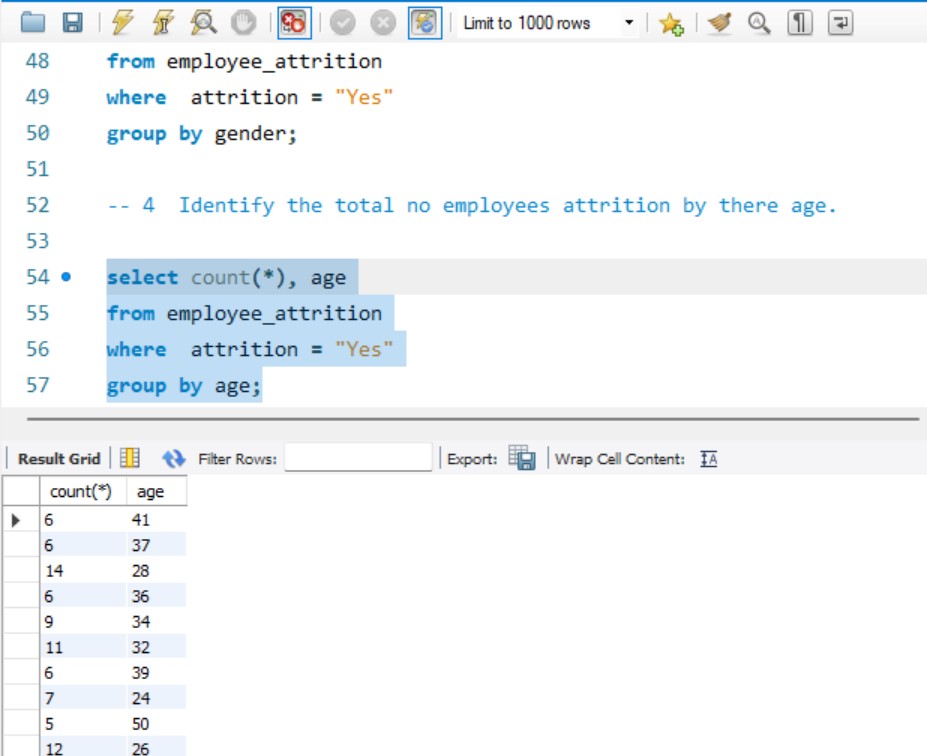 Limit to 1000 rows
48 from employee_attrition
49 where  attrition = "Yes"
50 group by gender;
51
52 -- 4  Identify the total no employees attrition by there age.
53
54 select count(*), age
55 from employee_attrition
56 where  attrition = "Yes"
57 group by age;
Result Grid Filter Rows: Export: Wrap Cell Content:
count(*) age
6 41
6 37
14 28
6 36
9 34
11 32
6 39
7 24
5 50
12 26